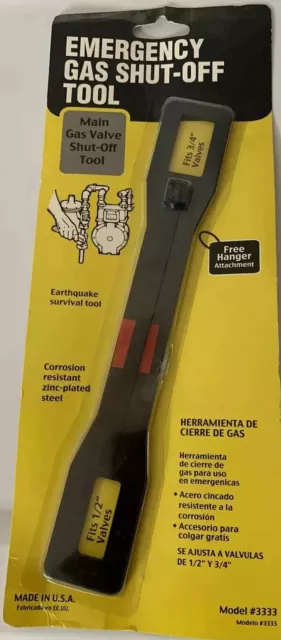 EMERGENCY
GAS SHUT-OFF
TOOL
Main
Gas Valve
Shut-Off
Tool
Fits 3/4"
Valves
Free
Hanger
Attachment
Earthquake
survival tool
Corrosion
resistant
zinc-plated
steel
HERRAMIENTA DE
CIERRE DE GAS
Herramienta
de cierre de
gas para uso
en emergenicas
• Acero cincado
resistente a la
corrosión
• Accesorio para
colgar gratis
SE AJUSTA A VALVULAS
DE 1/2" Y 3/4"
Fits 1/2"
Valves
MADE IN U.S.A.
Fabricado en EE.UU.
Model #3333
Modelo #3333